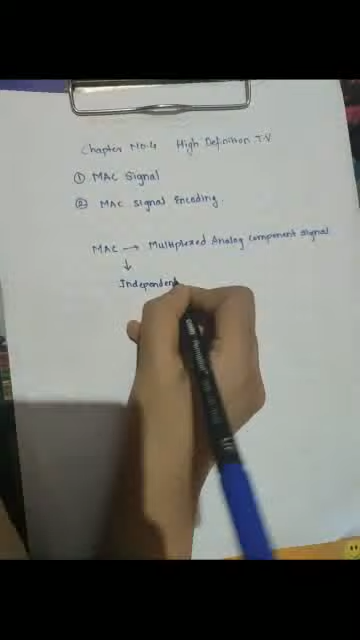 Chapter No.4 High Definition T.V
① MAC Signal
② MAC Signal Encoding.
MAC → Multiplexed Analog component signal
↓
Independent